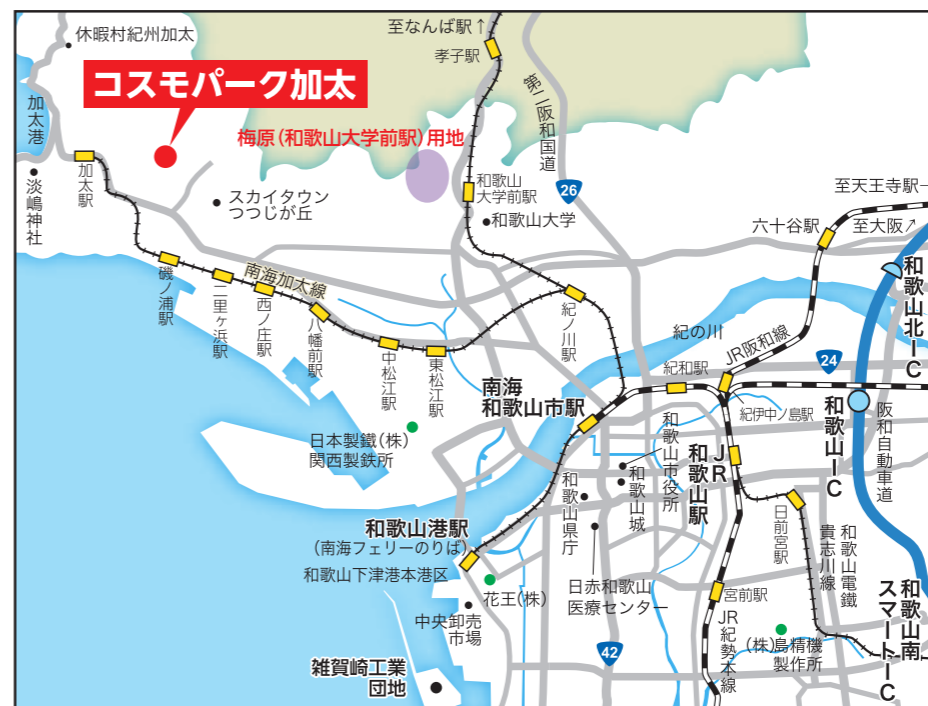 休暇村紀州加太
至なんば駅↑
孝子駅
コスモパーク加太
第二阪和国道
加太港
梅原(和歌山大学前駅)用地
加太駅
淡嶋神社
スカイタウン
つつじが丘
和歌山
大学前駅
和歌山大学
26
至天王寺駅→
六十谷駅
至大阪↗
磯ノ浦駅
二里ヶ浜駅
西ノ庄駅
南海加太線
八幡前駅
中松江駅
東松江駅
紀ノ川駅
紀の川
JR阪和線
和歌山北IC
24
紀和駅
紀伊中ノ島駅
和歌山IC
阪和自動車道
南海
和歌山市駅
日本製鐵(株)
関西製鉄所
和歌山市役所
和歌山城
和歌山県庁
JR
和歌山駅
日前宮駅
和歌山電鐵
貴志川線
和歌山港駅
(南海フェリーのりば)
和歌山下津港本港区
花王(株)
中央卸売
市場
日赤和歌山
医療センター
宮前駅
JR紀勢本線
(株)島精機
製作所
和歌山南
スマートIC
42
雑賀崎工業
団地